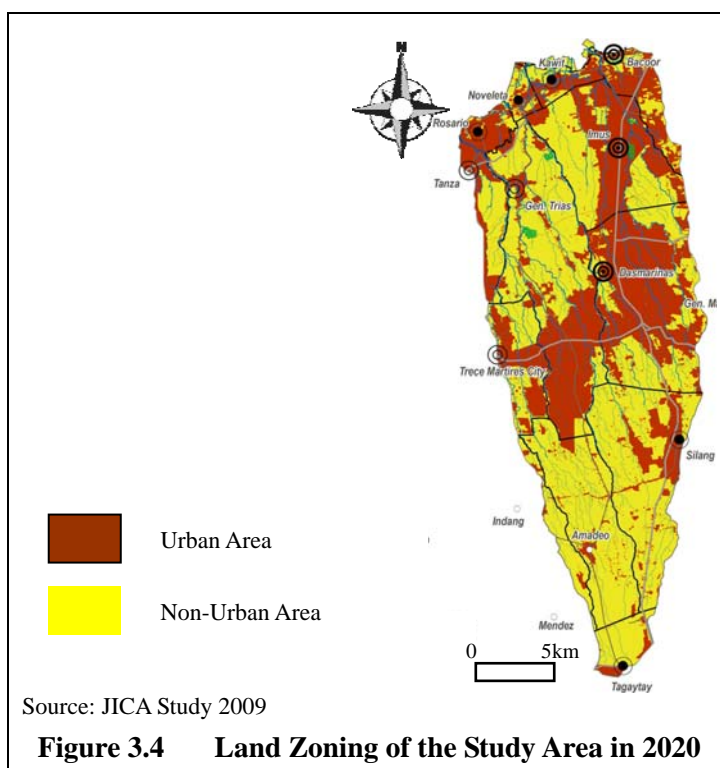 N
Bacoor
Kawit
Noveleta
Rosario
Imus
Tanza
Gen. Trias
Dasmarinas
Gen. M
Trece Martires City
Silang
Indang
Amadeo
Mendez
Tagaytay
Urban Area
Non-Urban Area
0 5km
Source: JICA Study 2009
Figure 3.4 Land Zoning of the Study Area in 2020